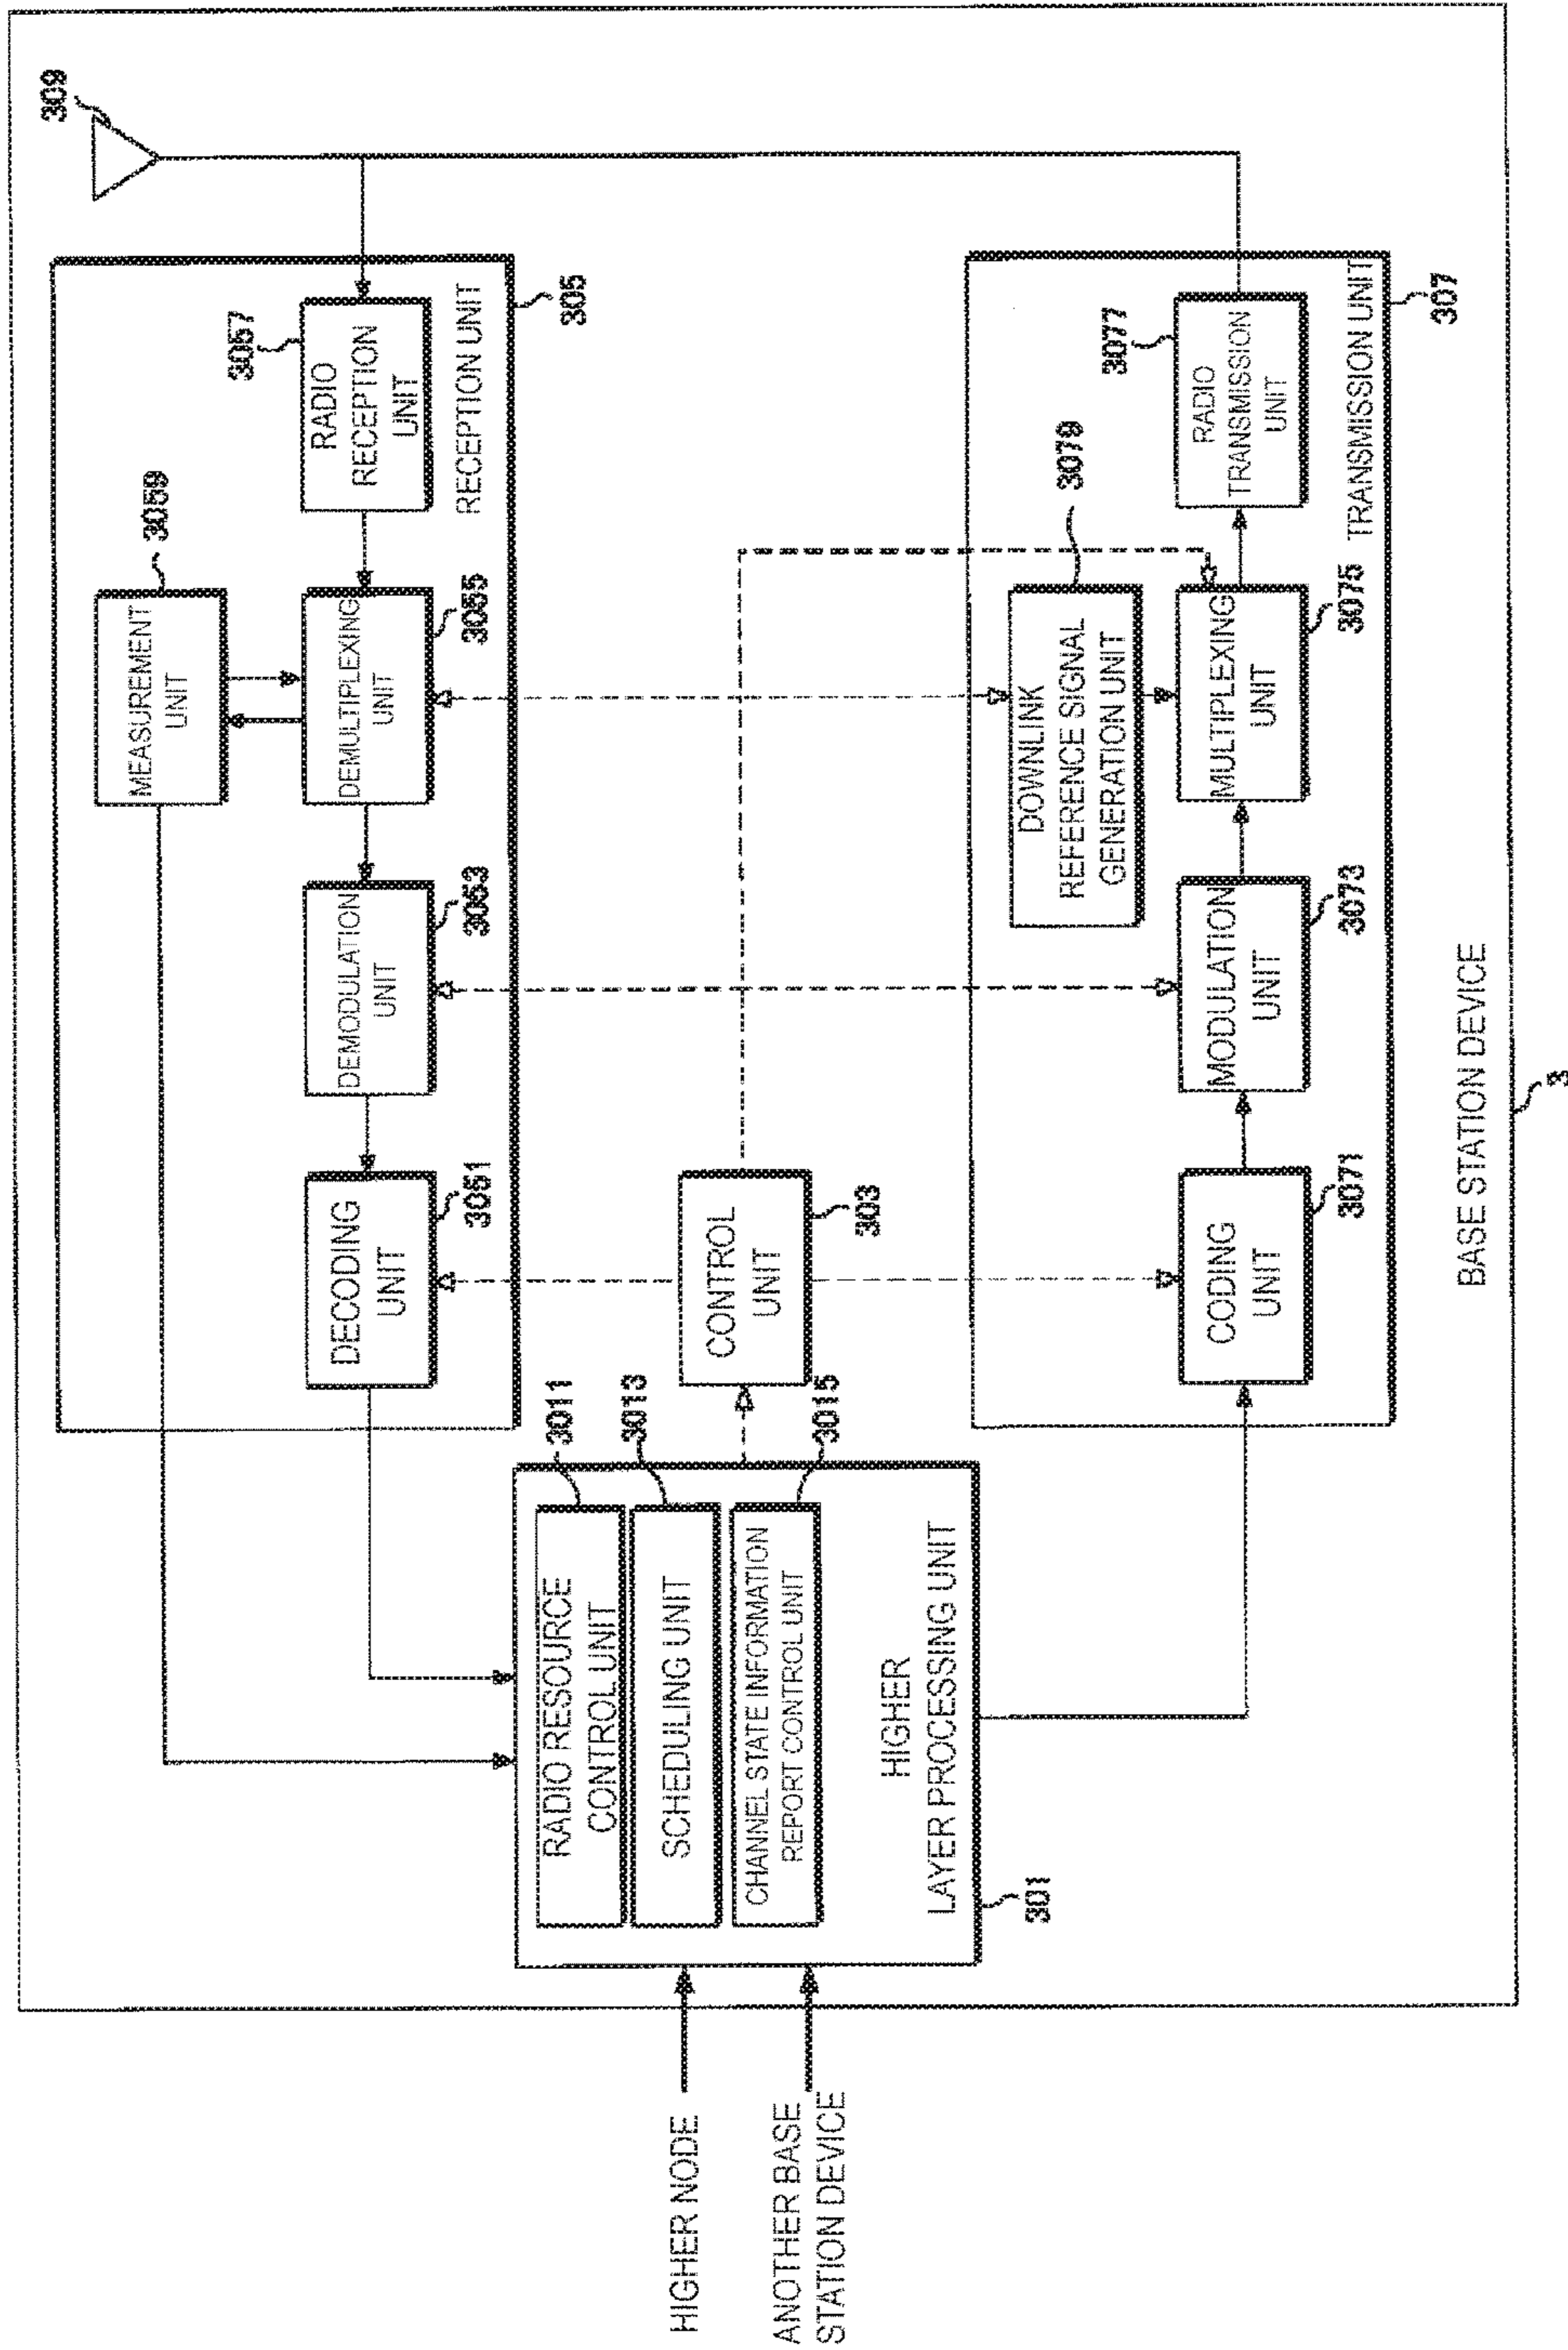 309
3057
RADIO
RECEPTION
UNIT
RECEPTION UNIT
305
3059
MEASUREMENT
UNIT
DEMULTIPLEXING
UNIT
3055
DEMODULATION
UNIT
3053
DECODING
UNIT
3051
CONTROL
UNIT
303
3077
RADIO
TRANSMISSION
UNIT
TRANSMISSION UNIT
307
3079
DOWNLINK
REFERENCE SIGNAL
GENERATION UNIT
MULTIPLEXING
UNIT
3075
MODULATION
UNIT
3073
CODING
UNIT
3071
3011
RADIO RESOURCE
CONTROL UNIT
3013
SCHEDULING UNIT
3015
CHANNEL STATE INFORMATION
REPORT CONTROL UNIT
HIGHER
LAYER PROCESSING UNIT
301
HIGHER NODE
ANOTHER BASE
STATION DEVICE
BASE STATION DEVICE
3